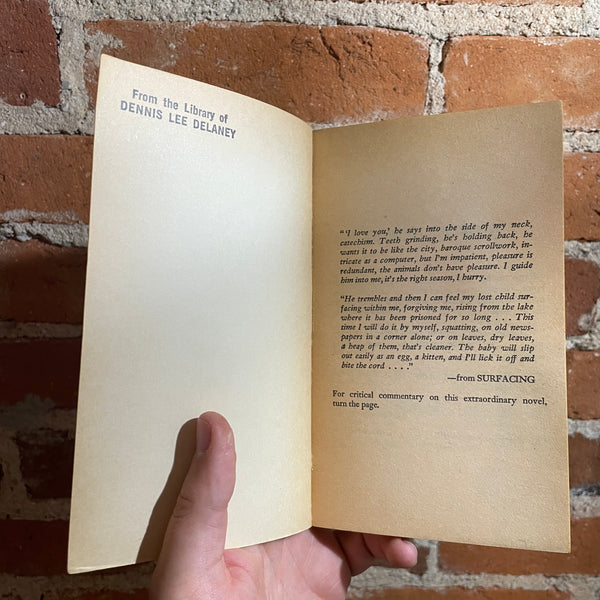 From the Library of
DENNIS LEE DELANEY
"'I love you,' he says into the side of my neck,
catechism. Teeth grinding, he's holding back, he
wants it to be like the city, baroque scrollwork, in-
tricate as a computer, but I'm impatient, pleasure is
redundant, the animals don't have pleasure. I guide
him into me, it's the right season, I hurry.
"He trembles and then I can feel my lost child sur-
facing within me, forgiving me, rising from the lake
where it has been prisoned for so long . . . This
time I will do it by myself, squatting, on old news-
papers in a corner alone; or on leaves, dry leaves,
a heap of them, that's cleaner. The baby will slip
out easily as an egg, a kitten, and I'll lick it off and
bite the cord . . . ."
—from SURFACING
For critical commentary on this extraordinary novel,
turn the page.